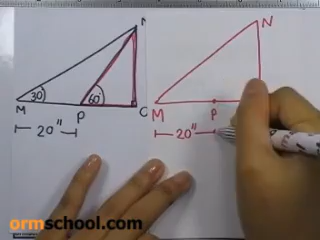 N
30°
60°
M
P
|— 20" —|
N
M
P
|— 20" —
ormschool.com